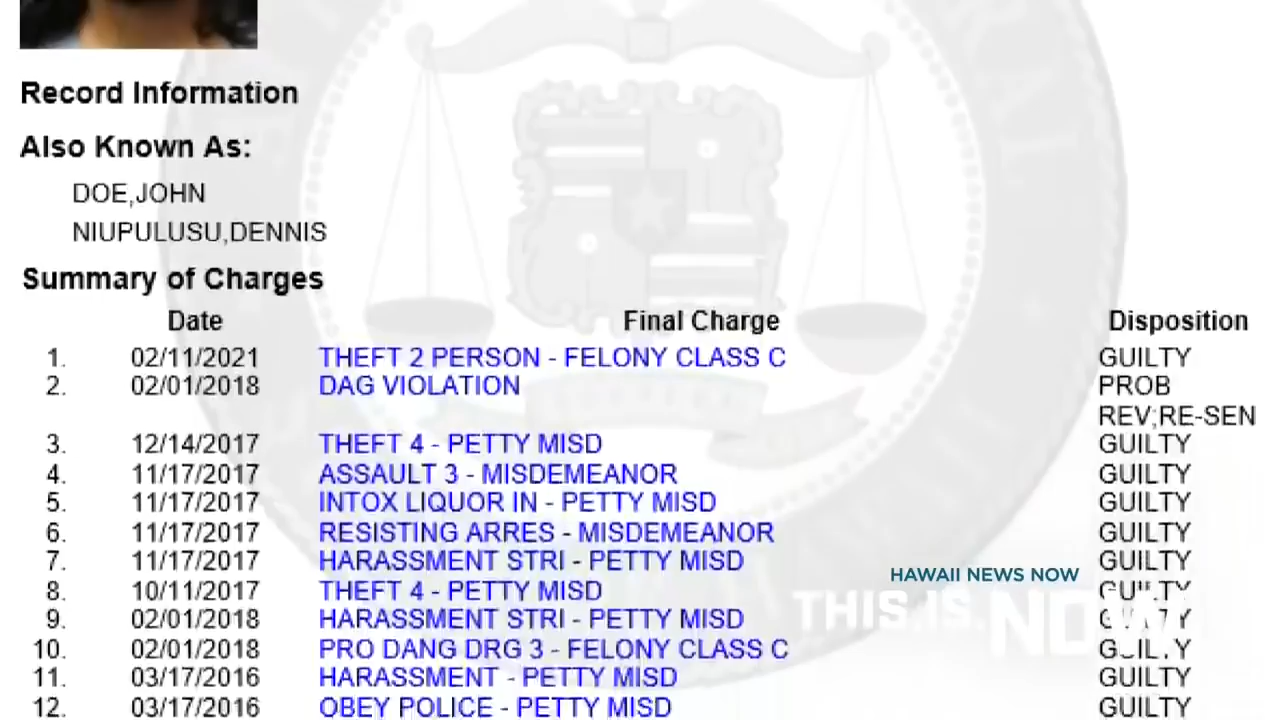 Record Information
Also Known As:
DOE,JOHN
NIUPULUSU,DENNIS
Summary of Charges
Date Final Charge Disposition
1. 02/11/2021 THEFT 2 PERSON - FELONY CLASS C GUILTY
2. 02/01/2018 DAG VIOLATION PROB
REV;RE-SEN
3. 12/14/2017 THEFT 4 - PETTY MISD GUILTY
4. 11/17/2017 ASSAULT 3 - MISDEMEANOR GUILTY
5. 11/17/2017 INTOX LIQUOR IN - PETTY MISD GUILTY
6. 11/17/2017 RESISTING ARRES - MISDEMEANOR GUILTY
7. 11/17/2017 HARASSMENT STRI - PETTY MISD GUILTY
HAWAII NEWS NOW
8. 10/11/2017 THEFT 4 - PETTY MISD GUILTY
THIS IS NOW
9. 02/01/2018 HARASSMENT STRI - PETTY MISD GUILTY
10. 02/01/2018 PRO DANG DRG 3 - FELONY CLASS C GUILTY
11. 03/17/2016 HARASSMENT - PETTY MISD GUILTY
12. 03/17/2016 OBEY POLICE - PETTY MISD GUILTY